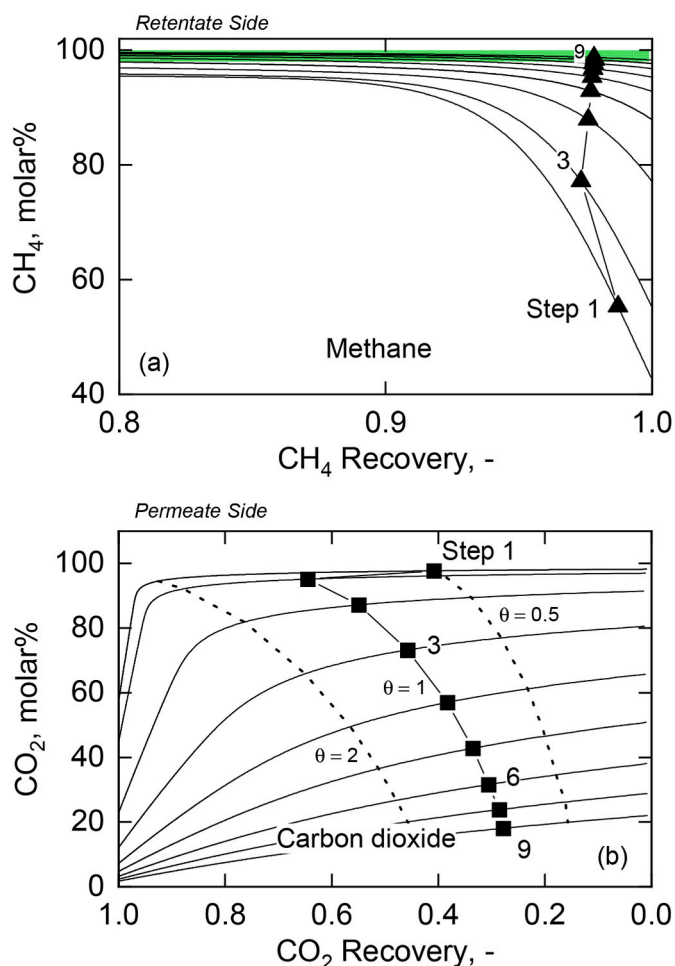 Retentate Side
100
80
60
40
CH₄, molar%
9
3
Step 1
Methane
(a)
0.8
0.9
1.0
CH₄ Recovery, -
Permeate Side
100
80
60
40
20
0
CO₂, molar%
Step 1
θ = 0.5
3
θ = 1
θ = 2
6
Carbon dioxide
9
(b)
1.0
0.8
0.6
0.4
0.2
0.0
CO₂ Recovery, -